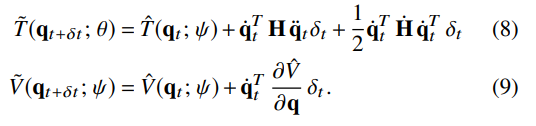 T̃(q_{t+δt}; θ) = T̂(q_t; ψ) + q̇_t^T H q̈_t δ_t + 1/2 q̇_t^T Ḣ q̇_t^T δ_t (8)
Ṽ(q_{t+δt}; ψ) = V̂(q_t; ψ) + q̇_t^T ∂V̂/∂q δ_t. (9)